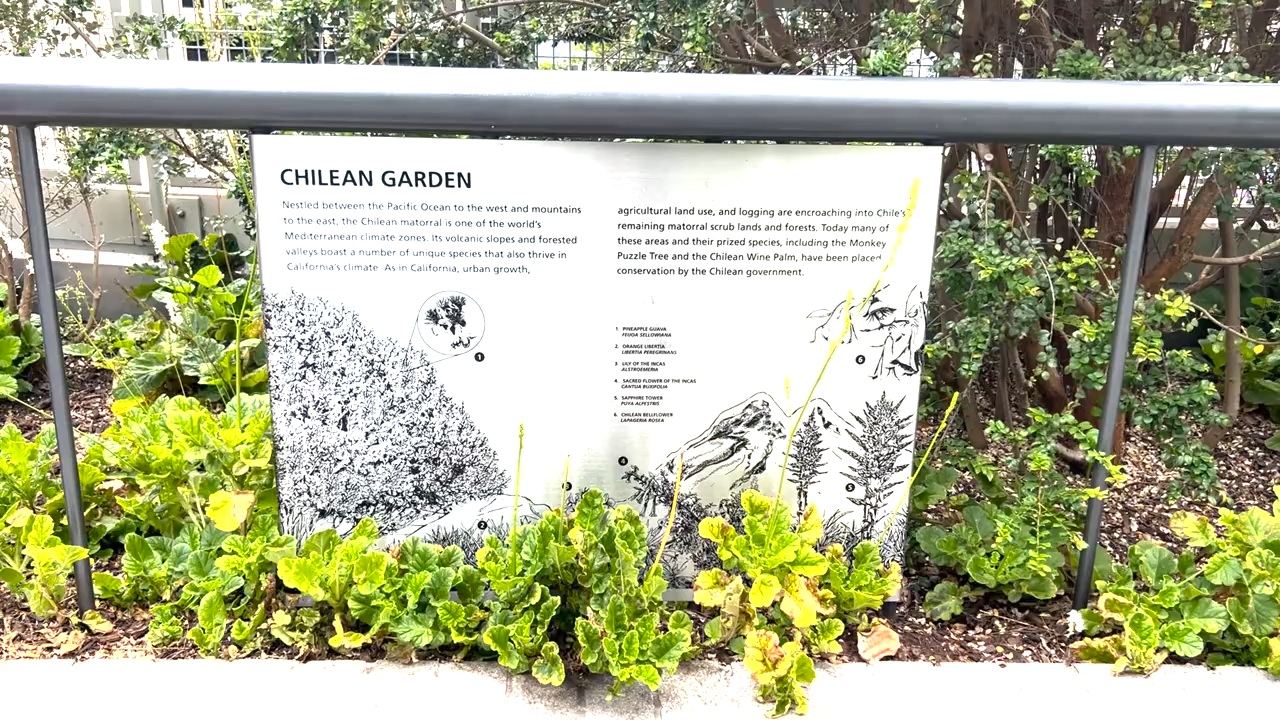 CHILEAN GARDEN
Nestled between the Pacific Ocean to the west and mountains
to the east, the Chilean matorral is one of the world's
Mediterranean climate zones. Its volcanic slopes and forested
valleys boast a number of unique species that also thrive in
California's climate. As in California, urban growth,
agricultural land use, and logging are encroaching into Chile's
remaining matorral scrub lands and forests. Today many of
these areas and their prized species, including the Monkey
Puzzle Tree and the Chilean Wine Palm, have been placed
conservation by the Chilean government.
1. PINEAPPLE GUAVA
FEIJOA SELLOWIANA
2. ORANGE LIBERTIA
LIBERTIA PEREGRINANS
3. LILY OF THE INCAS
ALSTROEMERIA
4. SACRED FLOWER OF THE INCAS
CANTUA BUXIFOLIA
5. SAPPHIRE TOWER
PUYA ALPESTRIS
6. CHILEAN BELLFLOWER
LAPAGERIA ROSEA
1
6
4
5
2